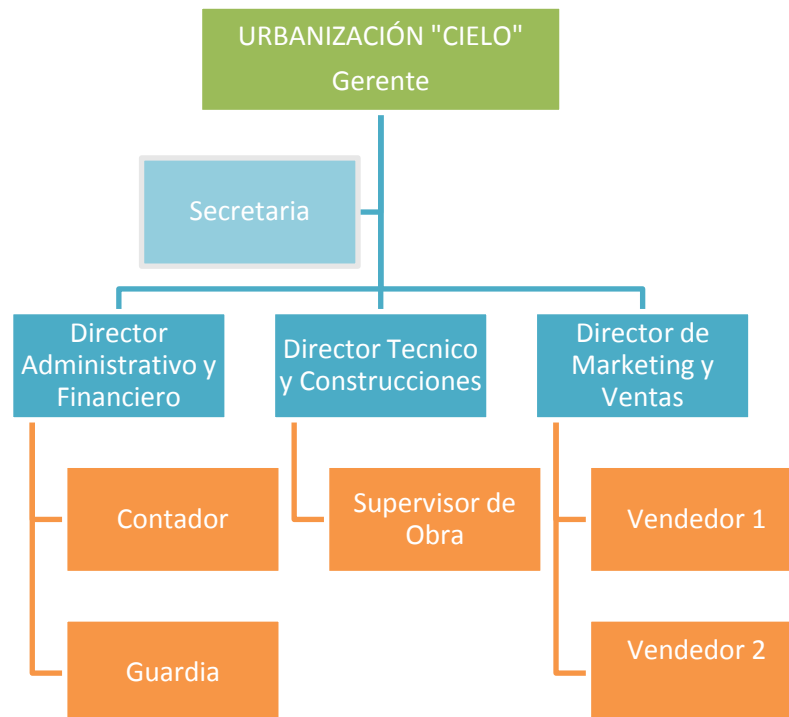 URBANIZACIÓN "CIELO"
Gerente
Secretaria
Director
Administrativo y
Financiero
Director Tecnico
y Construcciones
Director de
Marketing y
Ventas
Contador
Supervisor de
Obra
Vendedor 1
Guardia
Vendedor 2